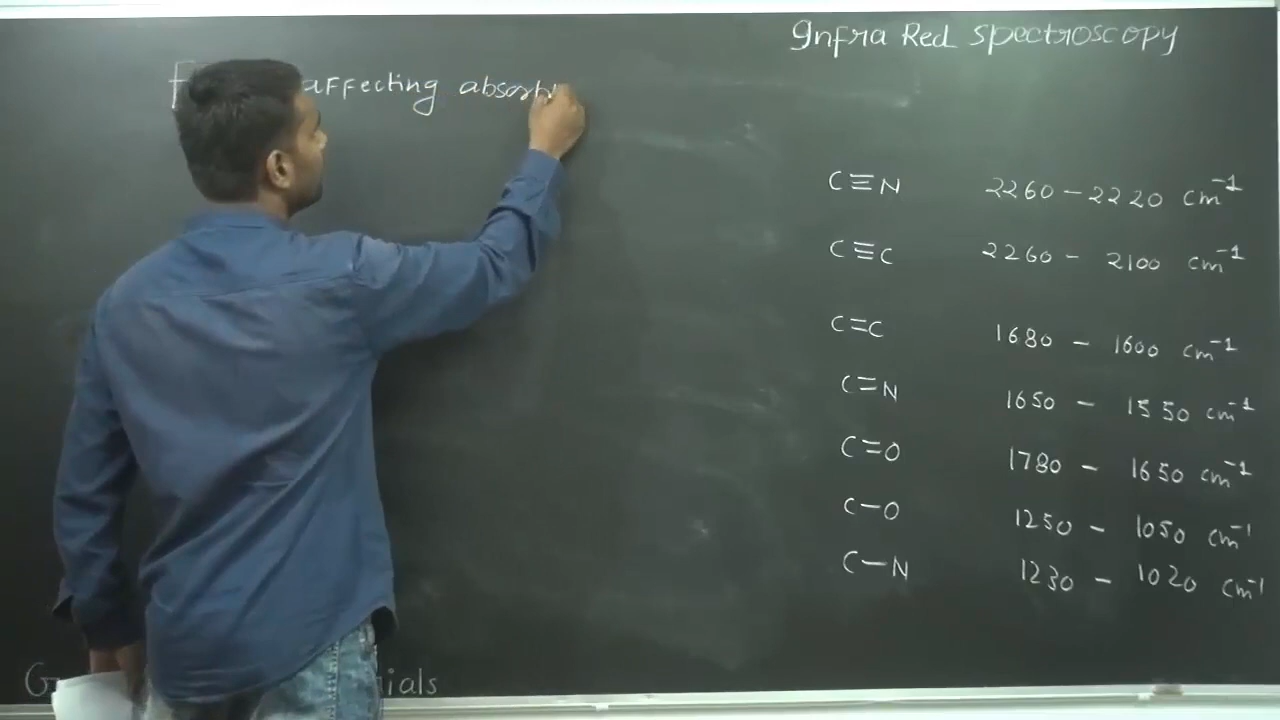 Infra Red spectroscopy
affecting absorb
C≡N 2260 - 2220 cm⁻¹
C≡C 2260 - 2100 cm⁻¹
C=C 1680 - 1600 cm⁻¹
C=N 1650 - 1550 cm⁻¹
C=O 1780 - 1650 cm⁻¹
C-O 1250 - 1050 cm⁻¹
C-N 1230 - 1020 cm⁻¹